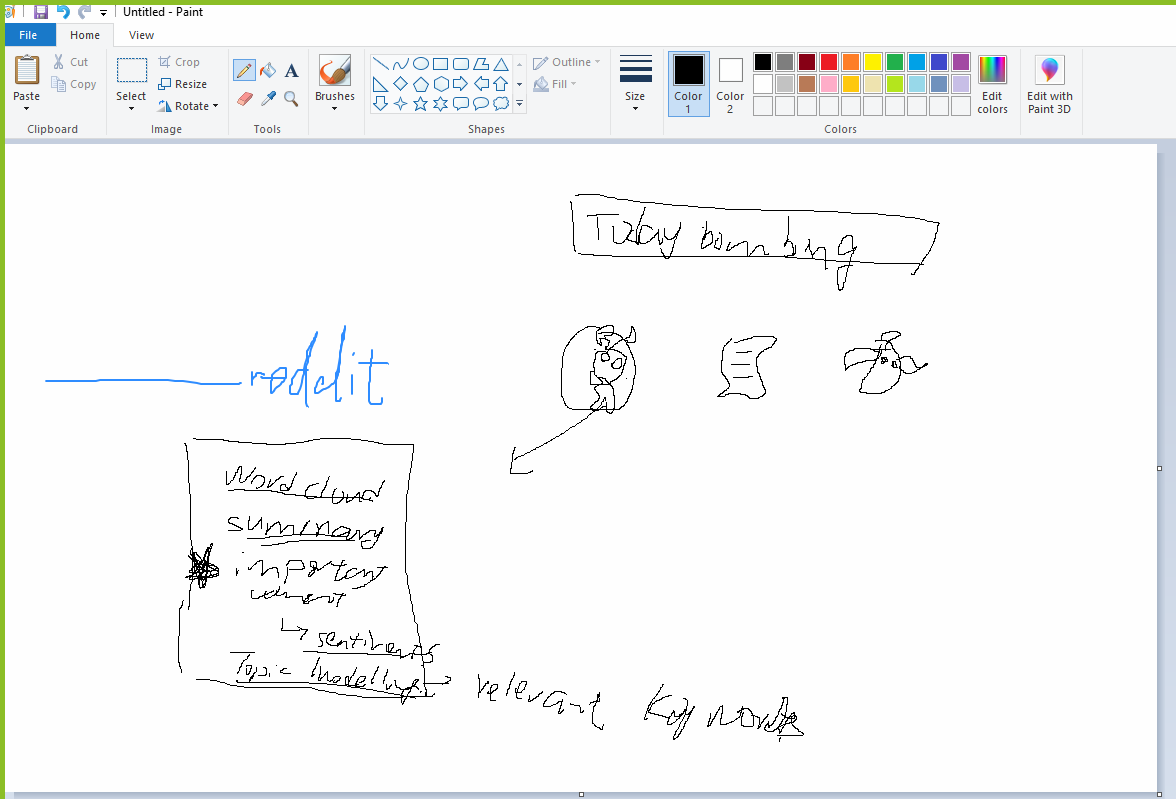 Untitled - Paint
File Home View
Paste
Cut
Copy
Clipboard
Select
Crop
Resize
Rotate
Image
Tools
Brushes
Shapes
Outline
Fill
Size
Color 1
Color 2
Edit colors
Colors
Edit with Paint 3D
bombing
reddit
Word cloud
summary
important
sentiments
Topic Modelling
relevant Key words